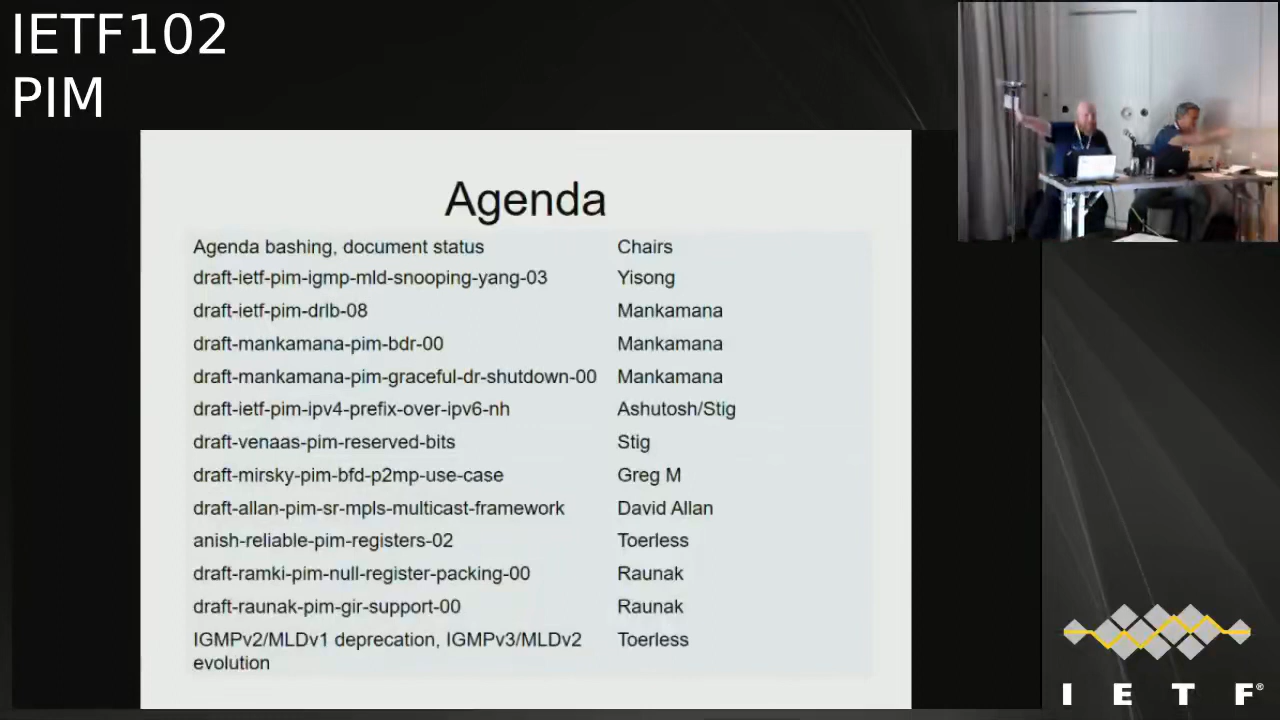 IETF102
PIM
Agenda
Agenda bashing, document status Chairs
draft-ietf-pim-igmp-mld-snooping-yang-03 Yisong
draft-ietf-pim-drlb-08 Mankamana
draft-mankamana-pim-bdr-00 Mankamana
draft-mankamana-pim-graceful-dr-shutdown-00 Mankamana
draft-ietf-pim-ipv4-prefix-over-ipv6-nh Ashutosh/Stig
draft-venaas-pim-reserved-bits Stig
draft-mirsky-pim-bfd-p2mp-use-case Greg M
draft-allan-pim-sr-mpls-multicast-framework David Allan
anish-reliable-pim-registers-02 Toerless
draft-ramki-pim-null-register-packing-00 Raunak
draft-raunak-pim-gir-support-00 Raunak
IGMPv2/MLDv1 deprecation, IGMPv3/MLDv2 Toerless
evolution
I E T F®